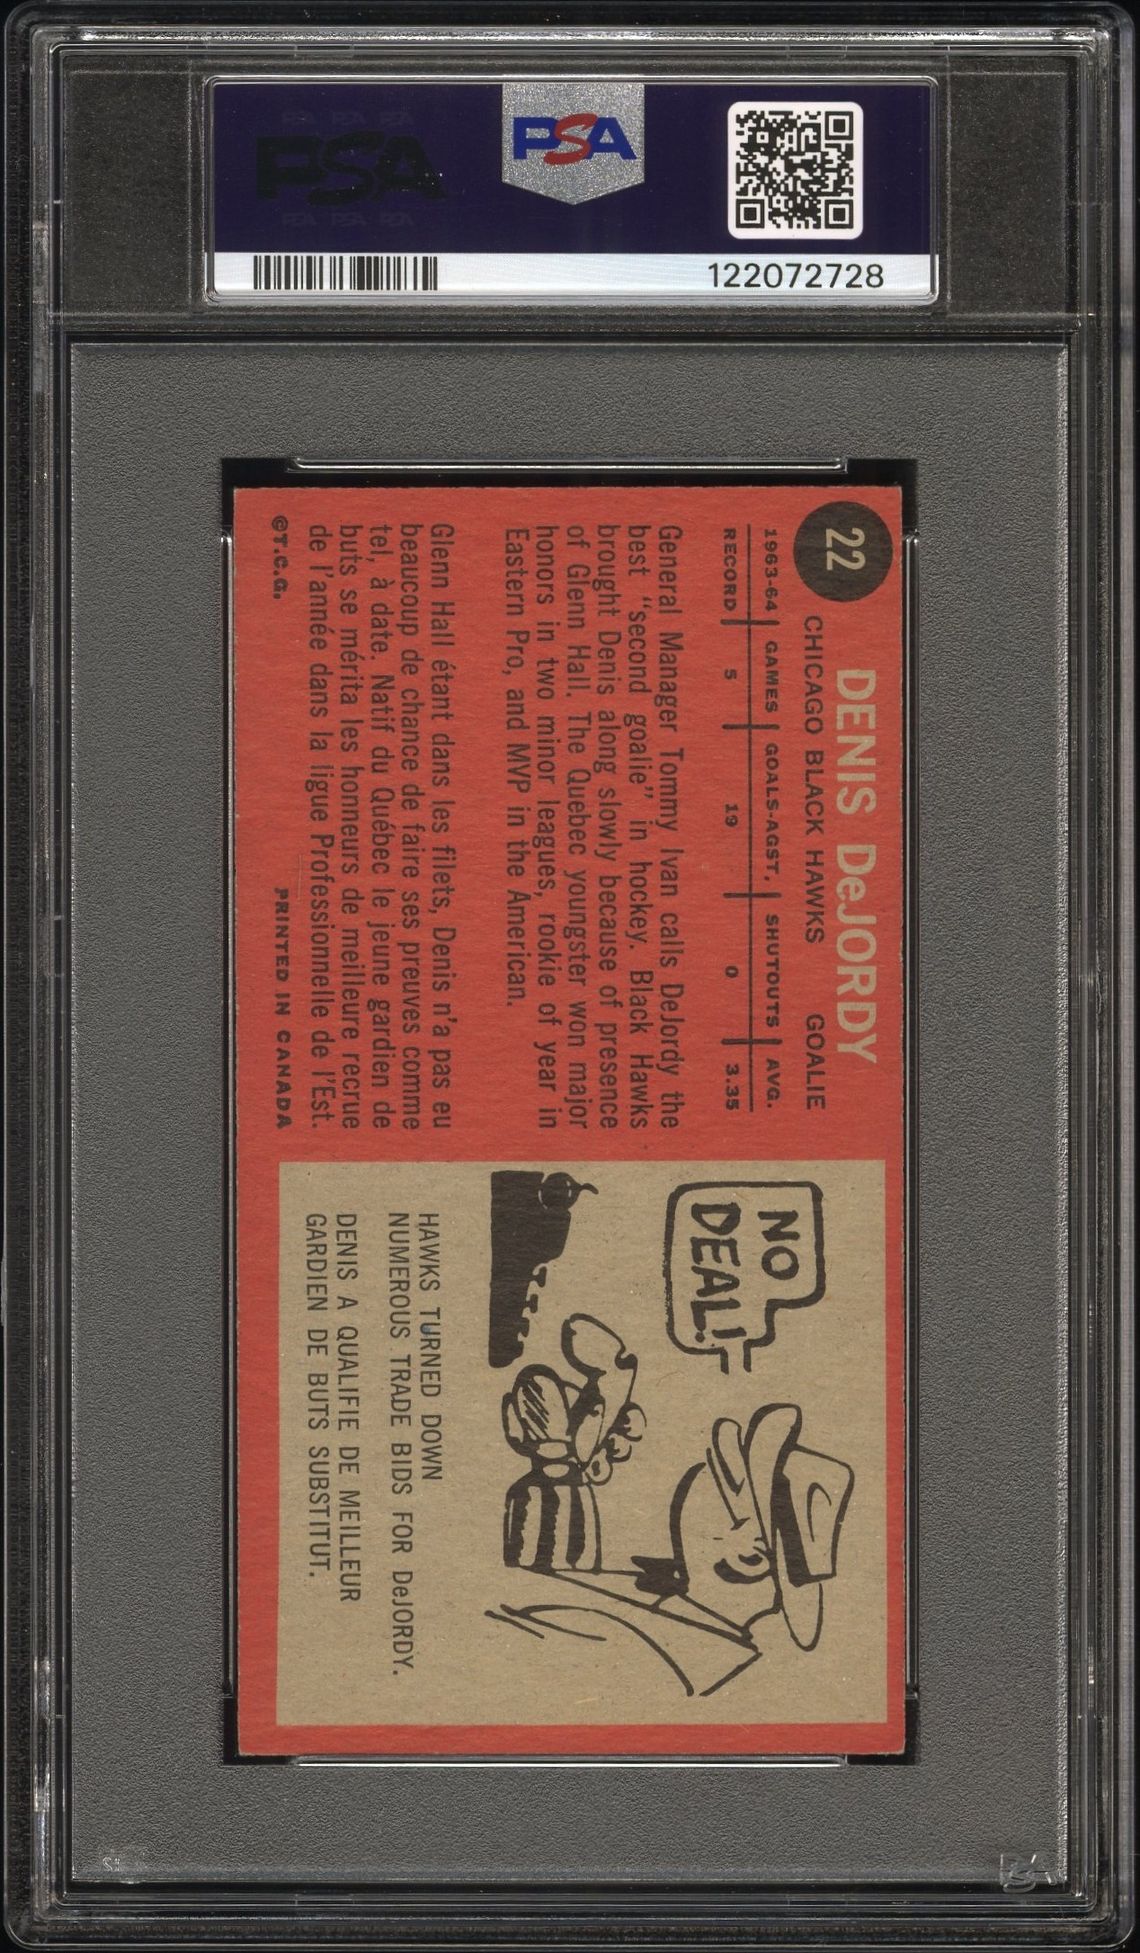 PSA
PSA
122072728
22
DENIS DeJORDY
CHICAGO BLACK HAWKS GOALIE
1963-64 GAMES GOALS-AGST. SHUTOUTS AVG.
RECORD 5 19 0 3.35
General Manager Tommy Ivan calls DeJordy the
best "second goalie" in hockey. Black Hawks
brought Denis along slowly because of presence
of Glenn Hall. The Quebec youngster won major
honors in two minor leagues, rookie of year in
Eastern Pro, and MVP in the American.
Glenn Hall étant dans les filets, Denis n'a pas eu
beaucoup de chance de faire ses preuves comme
tel, à date. Natif du Québec le jeune gardien de
buts se mérita les honneurs de meilleure recrue
de l'année dans la ligue Professionnelle de l'Est.
©T.C.G. PRINTED IN CANADA
NO
DEAL!
HAWKS TURNED DOWN
NUMEROUS TRADE BIDS FOR DeJORDY.
DENIS A QUALIFIE DE MEILLEUR
GARDIEN DE BUTS SUBSTITUT.